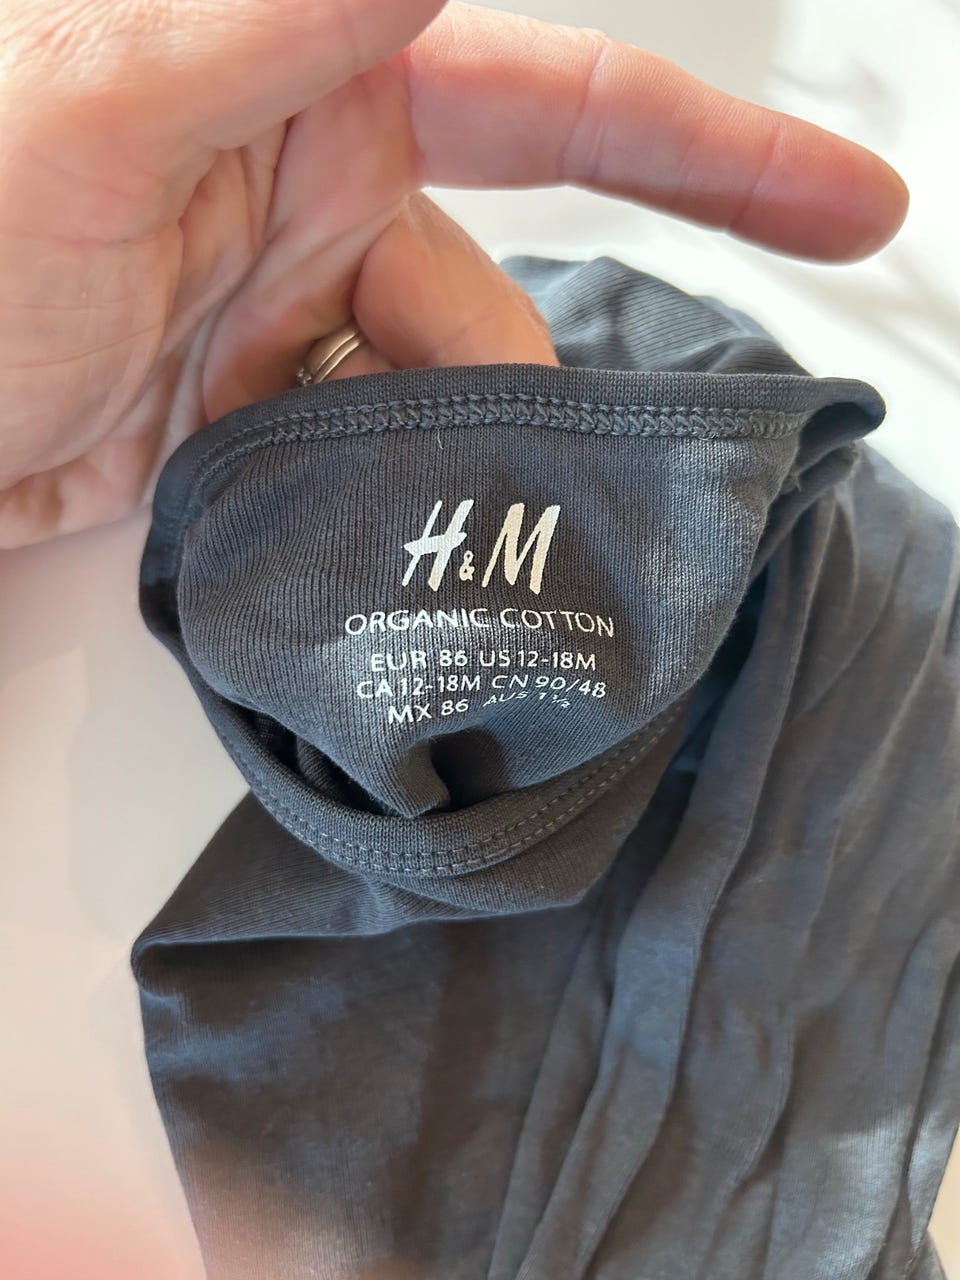 H&M
ORGANIC COTTON
EUR 86 US 12-18M
CA 12-18M CN 90/48
MX 86 AUS 1½